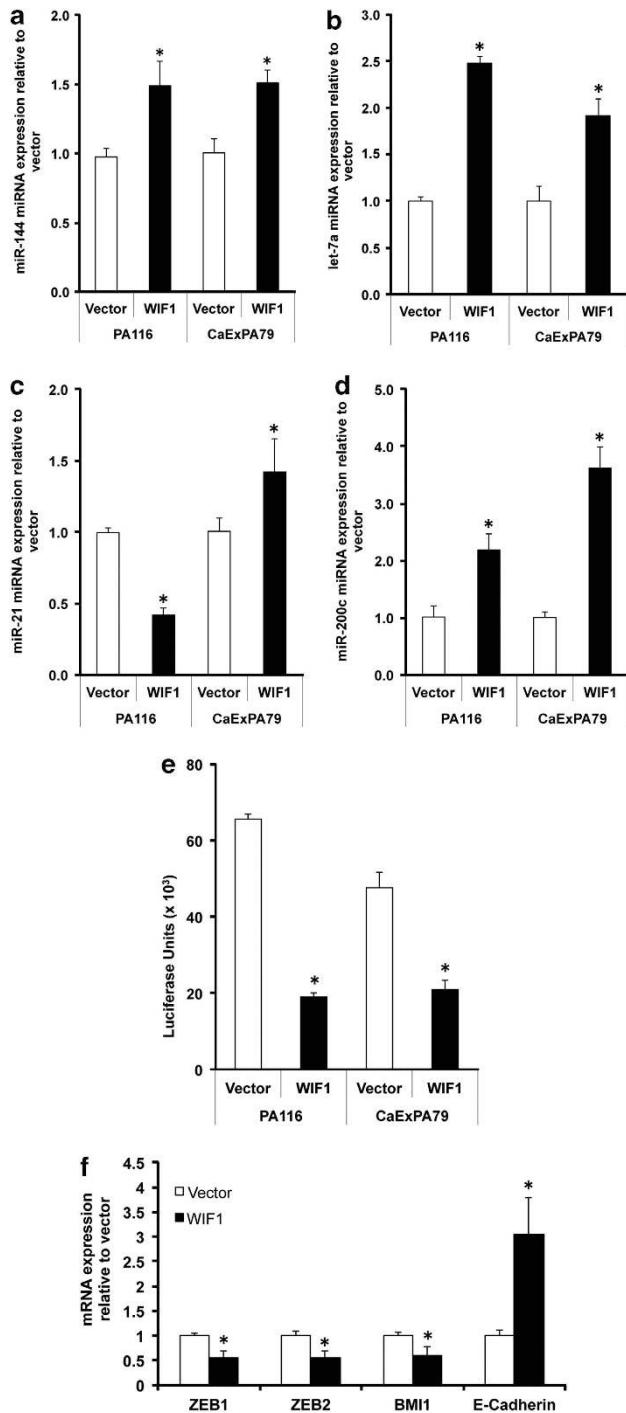 a
miR-144 miRNA expression relative to
vector
2.0
1.5
1.0
0.5
0.0
*
*
Vector WIF1 Vector WIF1
PA116 CaExPA79
b
let-7a miRNA expression relative to
vector
3.0
2.5
2.0
1.5
1.0
0.5
0.0
*
*
Vector WIF1 Vector WIF1
PA116 CaExPA79
c
miR-21 miRNA expression relative to
vector
2.0
1.5
1.0
0.5
0.0
*
*
Vector WIF1 Vector WIF1
PA116 CaExPA79
d
miR-200c miRNA expression relative to
vector
5.0
4.0
3.0
2.0
1.0
0.0
*
*
Vector WIF1 Vector WIF1
PA116 CaExPA79
e
Luciferase Units (x 10³)
80
60
40
20
0
*
*
Vector WIF1 Vector WIF1
PA116 CaExPA79
f
mRNA expression
relative to vector
4.5
4
3.5
3
2.5
2
1.5
1
0.5
0
Vector
WIF1
*
*
*
*
ZEB1 ZEB2 BMI1 E-Cadherin